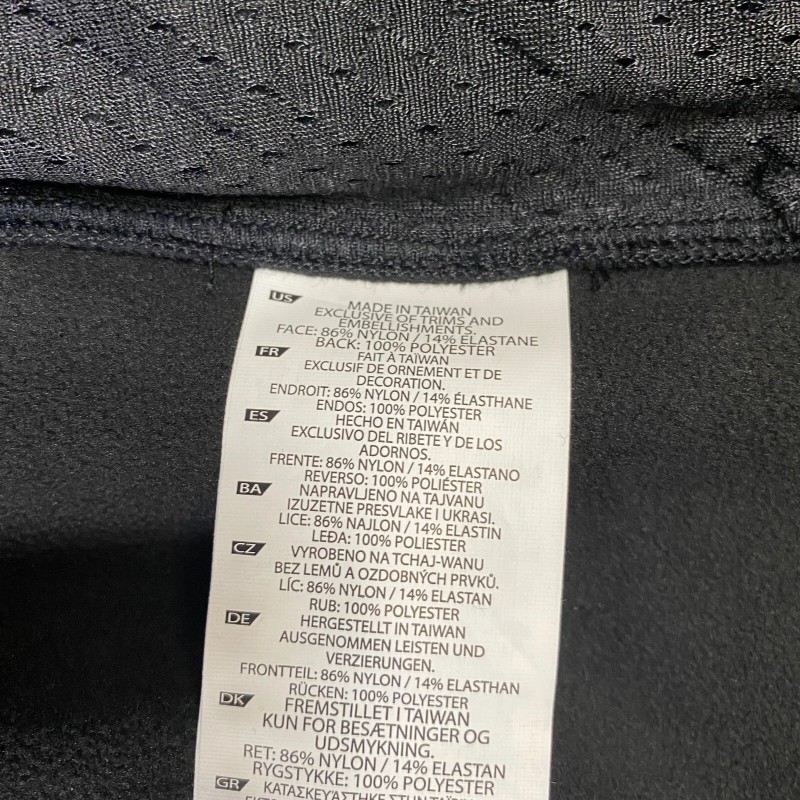 US
MADE IN TAIWAN
EXCLUSIVE OF TRIMS AND
EMBELLISHMENTS.
FACE: 86% NYLON / 14% ELASTANE
BACK: 100% POLYESTER
FR
FAIT À TAÏWAN
EXCLUSIF DE ORNEMENT ET DE
DECORATION.
ENDROIT: 86% NYLON / 14% ÉLASTHANE
ENDOS: 100% POLYESTER
ES
HECHO EN TAIWÁN
EXCLUSIVO DEL RIBETE Y DE LOS
ADORNOS.
FRENTE: 86% NYLON / 14% ELASTANO
REVERSO: 100% POLIÉSTER
BA
NAPRAVLJENO NA TAJVANU
IZUZETNE PRESVLAKE I UKRASI.
LICE: 86% NAJLON / 14% ELASTIN
LEĐA: 100% POLIESTER
CZ
VYROBENO NA TCHAJ-WANU
BEZ LEMŮ A OZDOBNÝCH PRVKŮ.
LÍC: 86% NYLON / 14% ELASTAN
RUB: 100% POLYESTER
DE
HERGESTELLT IN TAIWAN
AUSGENOMMEN LEISTEN UND
VERZIERUNGEN.
FRONTTEIL: 86% NYLON / 14% ELASTHAN
RÜCKEN: 100% POLYESTER
DK
FREMSTILLET I TAIWAN
KUN FOR BESÆTNINGER OG
UDSMYKNING.
RET: 86% NYLON / 14% ELASTAN
RYGSTYKKE: 100% POLYESTER
GR
ΚΑΤΑΣΚΕΥΆΣΤΗΚΕ ΣΤΗΝ